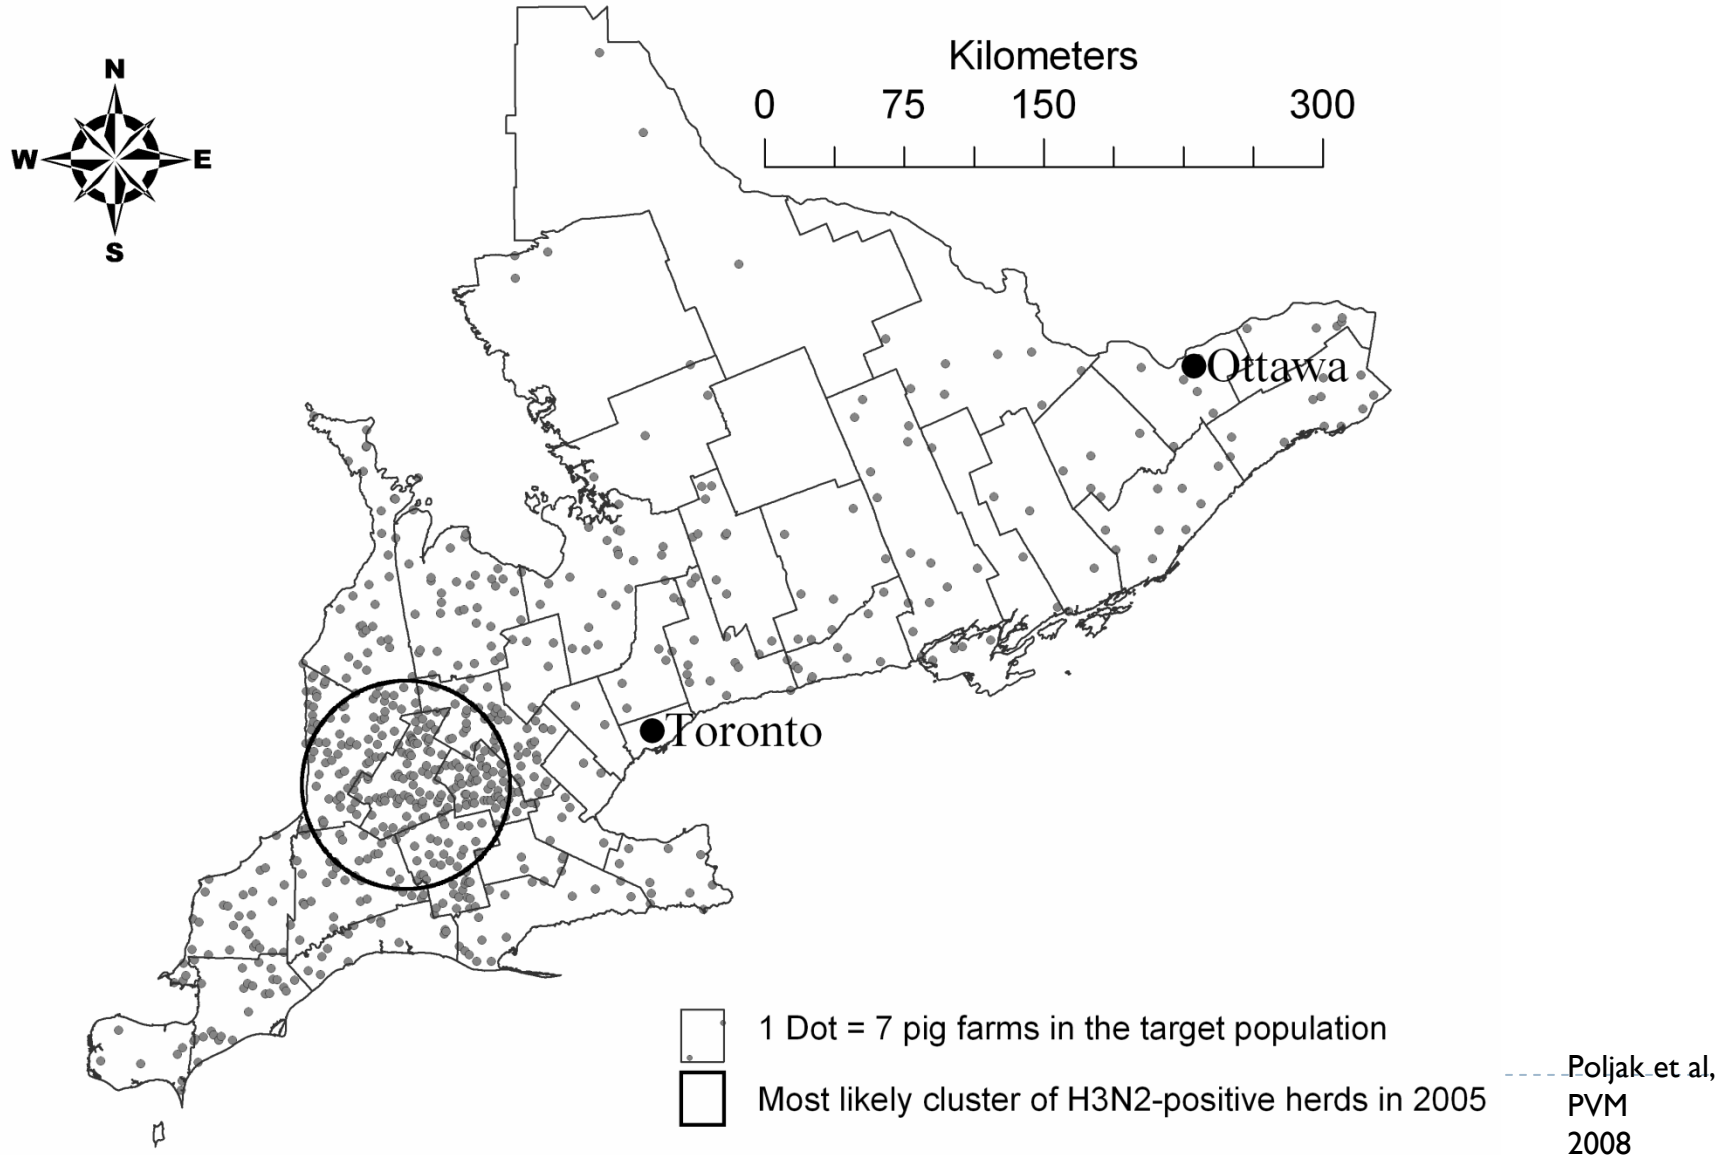 N
W E
S
Kilometers
0 75 150 300
Ottawa
Toronto
1 Dot = 7 pig farms in the target population
Most likely cluster of H3N2-positive herds in 2005
Poljak et al,
PVM
2008